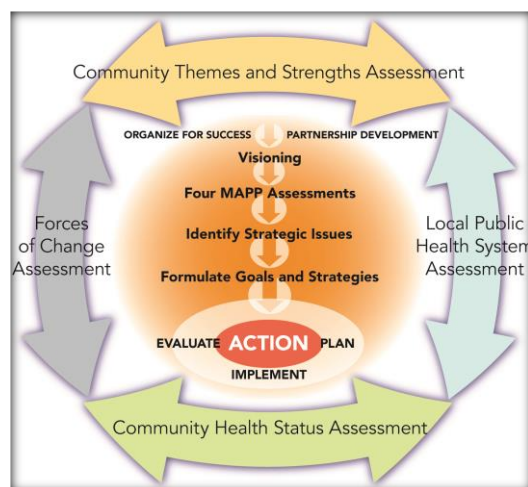 Community Themes and Strengths Assessment
ORGANIZE FOR SUCCESS PARTNERSHIP DEVELOPMENT
Visioning
Four MAPP Assessments
Identify Strategic Issues
Formulate Goals and Strategies
Forces
of Change
Assessment
Local Public
Health System
Assessment
EVALUATE ACTION PLAN
IMPLEMENT
Community Health Status Assessment